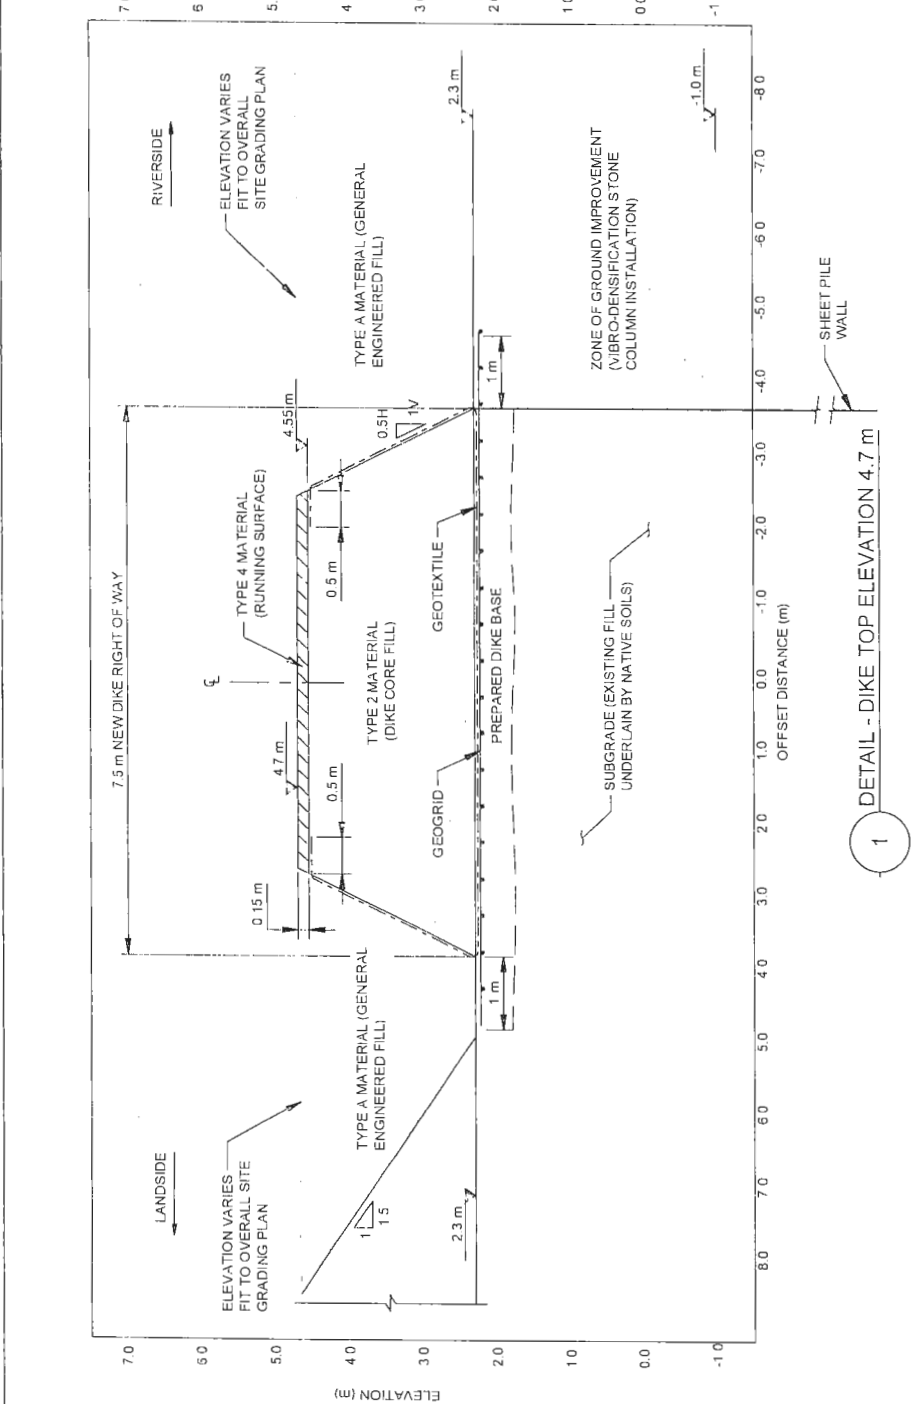 7.5 m NEW DIKE RIGHT OF WAY
LANDSIDE
RIVERSIDE
ELEVATION VARIES
FIT TO OVERALL SITE
GRADING PLAN
ELEVATION VARIES
FIT TO OVERALL
SITE GRADING PLAN
TYPE 4 MATERIAL
(RUNNING SURFACE)
℄
0 15 m
4 7 m
4.55 m
0.5 m
0 5 m
0.5H
1V
1
1 5
TYPE A MATERIAL (GENERAL
ENGINEERED FILL)
TYPE 2 MATERIAL
(DIKE CORE FILL)
TYPE A MATERIAL (GENERAL
ENGINEERED FILL)
2.3 m
GEOGRID
GEOTEXTILE
2.3 m
1 m
PREPARED DIKE BASE
1 m
SUBGRADE (EXISTING FILL
UNDERLAIN BY NATIVE SOILS)
ZONE OF GROUND IMPROVEMENT
(VIBRO-DENSIFICATION STONE
COLUMN INSTALLATION)
-1.0 m
SHEET PILE
WALL
ELEVATION (m)
7.0
6 0
5.0
4 0
3 0
2.0
1 0
0.0
-1 0
2 0
8.0 7 0 6 0 5.0 4 0 3.0 2 0 1.0 0.0 -1.0 -2.0 -3.0 -4.0 -5.0 -6 0 -7.0 -8 0
OFFSET DISTANCE (m)
1
DETAIL - DIKE TOP ELEVATION 4.7 m